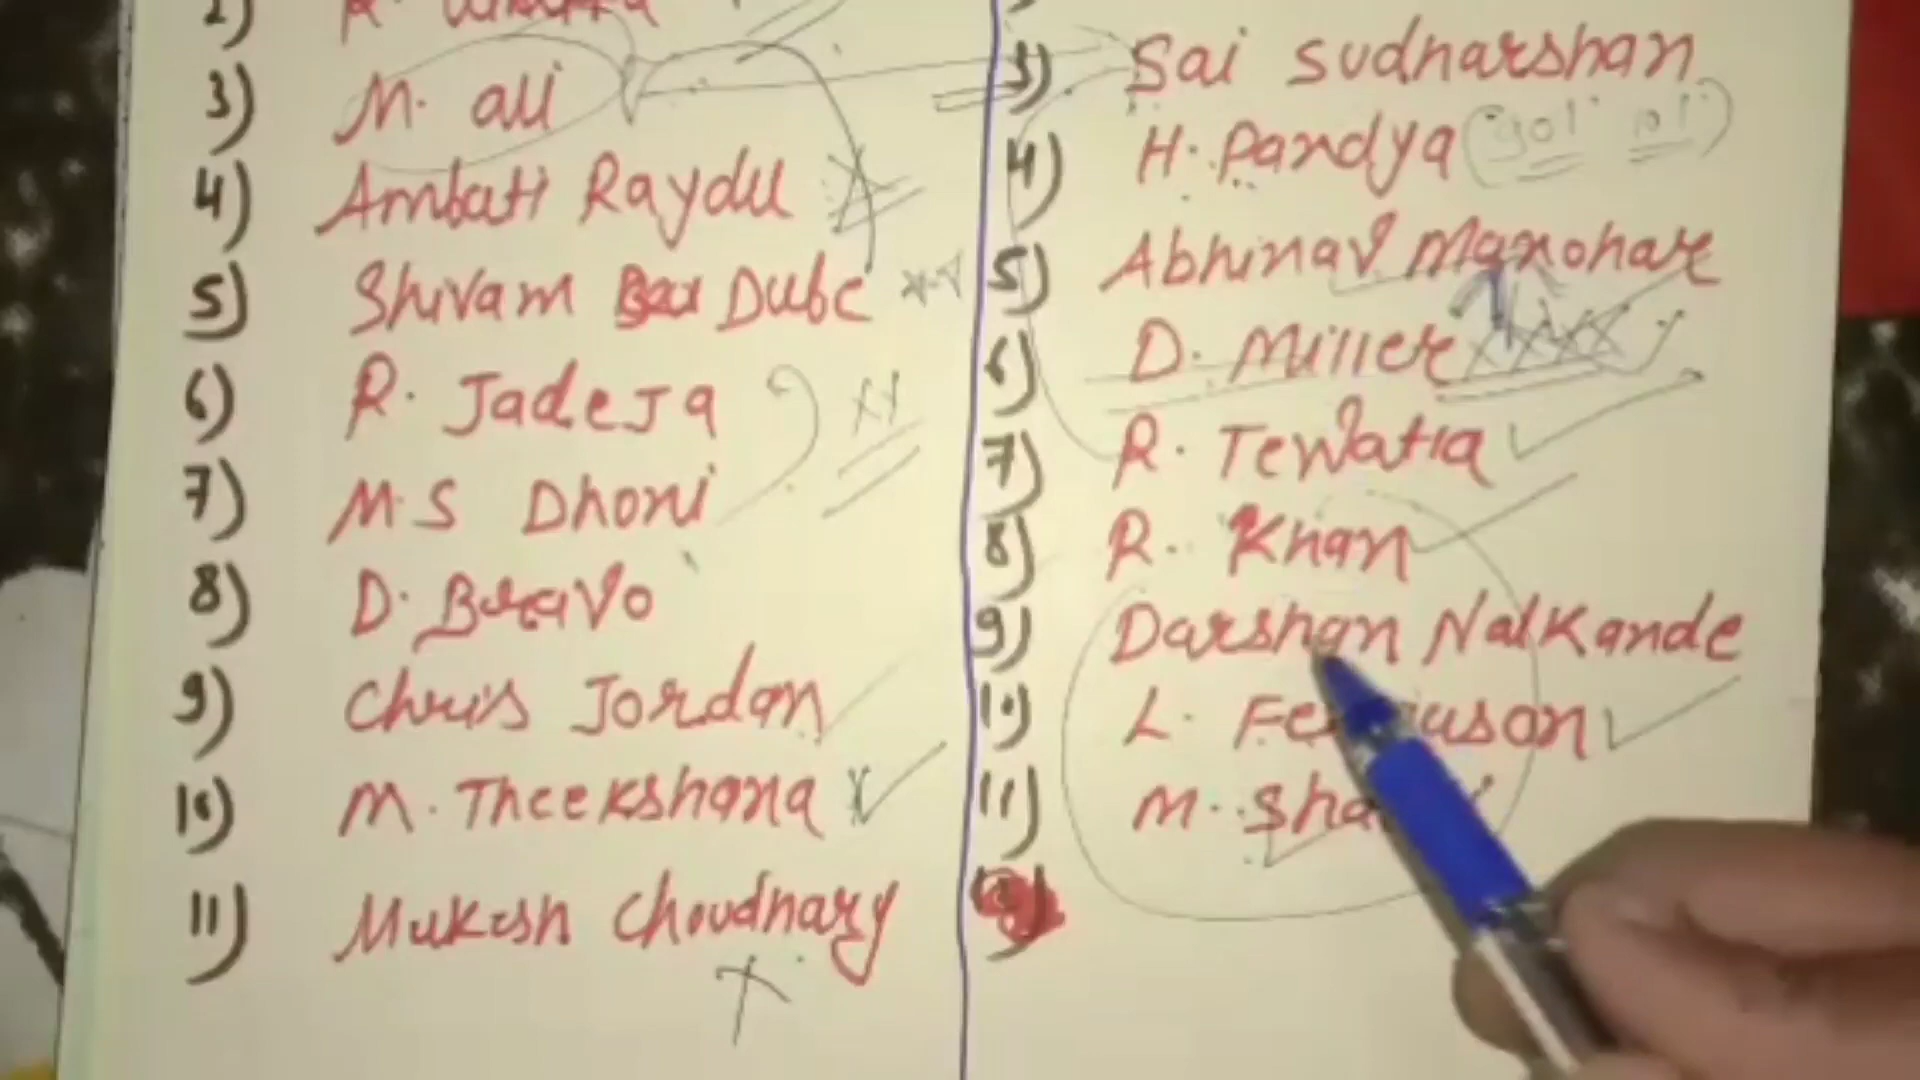 2)
3) M. ali
4) Ambati Raydu
5) Shivam Dube
6) R. Jadeja
7) M.S Dhoni
8) D. Bravo
9) Chris Jordan
10) M. Theekshana
11) Mukesh Choudhary
3) Sai Sudharshan
4) H. Pandya
5) Abhinav Manohar
6) D. Miller
7) R. Tewatia
8) R. Khan
9) Darshan Nalkande
10) L.
11) M.